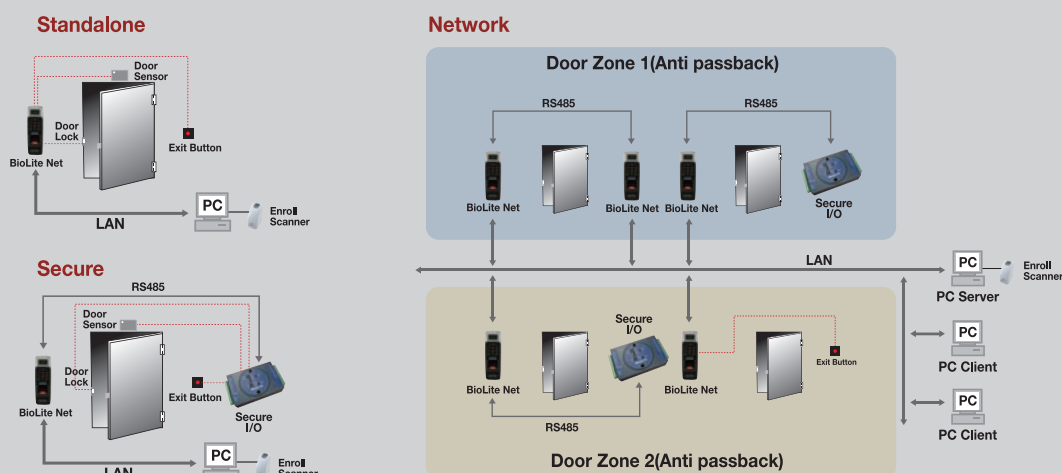 Standalone
Door
Sensor
Door
Lock
BioLite Net
Exit Button
LAN
PC
Enroll
Scanner
Secure
RS485
Door
Sensor
Door
Lock
BioLite Net
Exit Button
Secure
I/O
LAN
PC
Enroll
Scanner
Network
Door Zone 1(Anti passback)
RS485
RS485
BioLite Net
BioLite Net
BioLite Net
Secure
I/O
LAN
PC
Enroll
Scanner
PC Server
PC
PC Client
PC
PC Client
Secure
I/O
BioLite Net
BioLite Net
Exit Button
RS485
Door Zone 2(Anti passback)